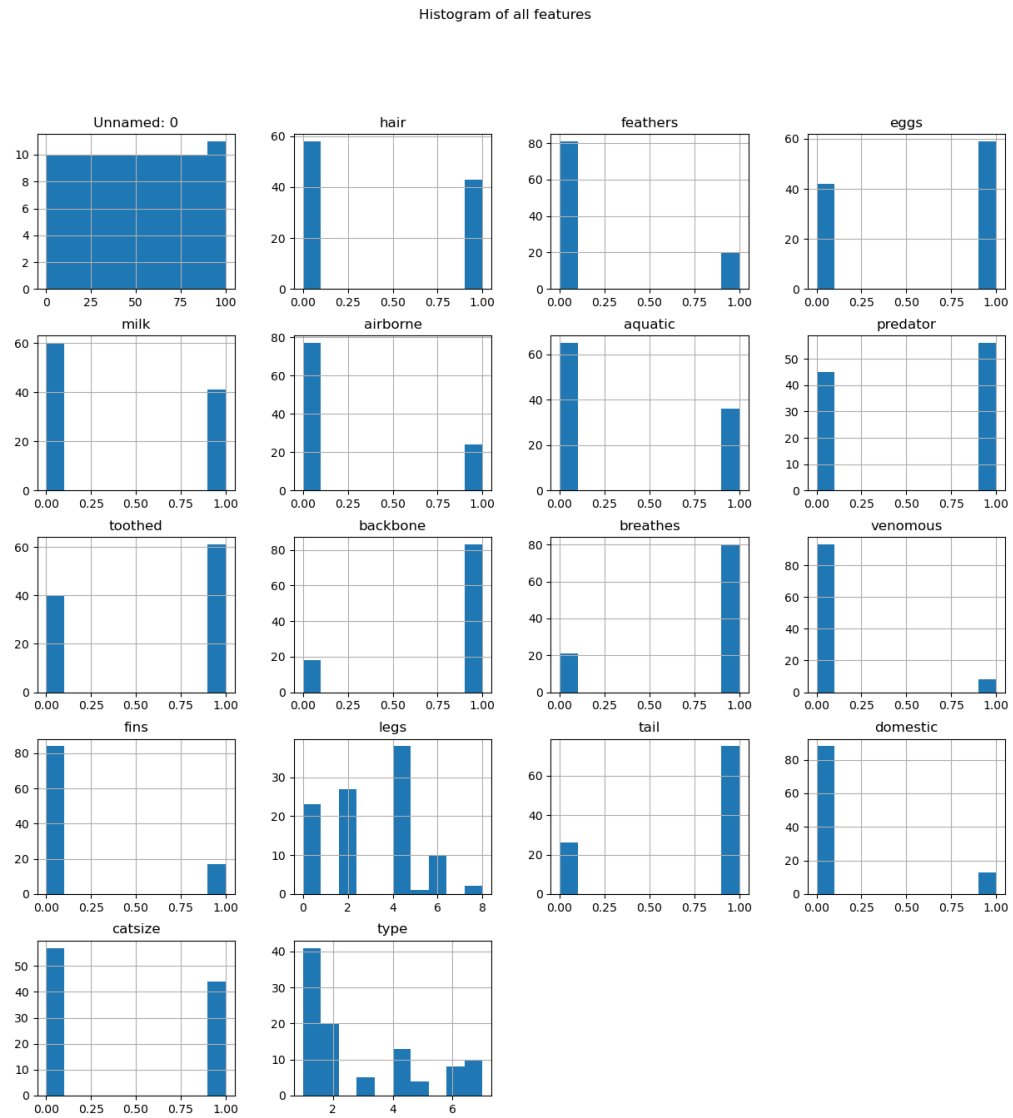 Histogram of all features
Unnamed: 0 hair feathers eggs
10 8 6 4 2 0
60 40 20 0
80 60 40 20 0
60 40 20 0
0 25 50 75 100 0.00 0.25 0.50 0.75 1.00 0.00 0.25 0.50 0.75 1.00 0.00 0.25 0.50 0.75 1.00
milk airborne aquatic predator
60 40 20 0
80 60 40 20 0
60 40 20 0
50 40 30 20 10 0
0.00 0.25 0.50 0.75 1.00 0.00 0.25 0.50 0.75 1.00 0.00 0.25 0.50 0.75 1.00 0.00 0.25 0.50 0.75 1.00
toothed backbone breathes venomous
60 40 20 0
80 60 40 20 0
80 60 40 20 0
80 60 40 20 0
0.00 0.25 0.50 0.75 1.00 0.00 0.25 0.50 0.75 1.00 0.00 0.25 0.50 0.75 1.00 0.00 0.25 0.50 0.75 1.00
fins legs tail domestic
80 60 40 20 0
30 20 10 0
60 40 20 0
80 60 40 20 0
0.00 0.25 0.50 0.75 1.00 0 2 4 6 8 0.00 0.25 0.50 0.75 1.00 0.00 0.25 0.50 0.75 1.00
catsize type
50 40 30 20 10 0
40 30 20 10 0
0.00 0.25 0.50 0.75 1.00 2 4 6